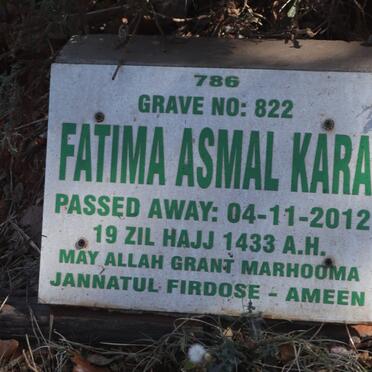 786
GRAVE NO: 822
FATIMA ASMAL KARA
PASSED AWAY: 04-11-2012
19 ZIL HAJJ 1433 A.H.
MAY ALLAH GRANT MARHOOMA
JANNATUL FIRDOSE - AMEEN